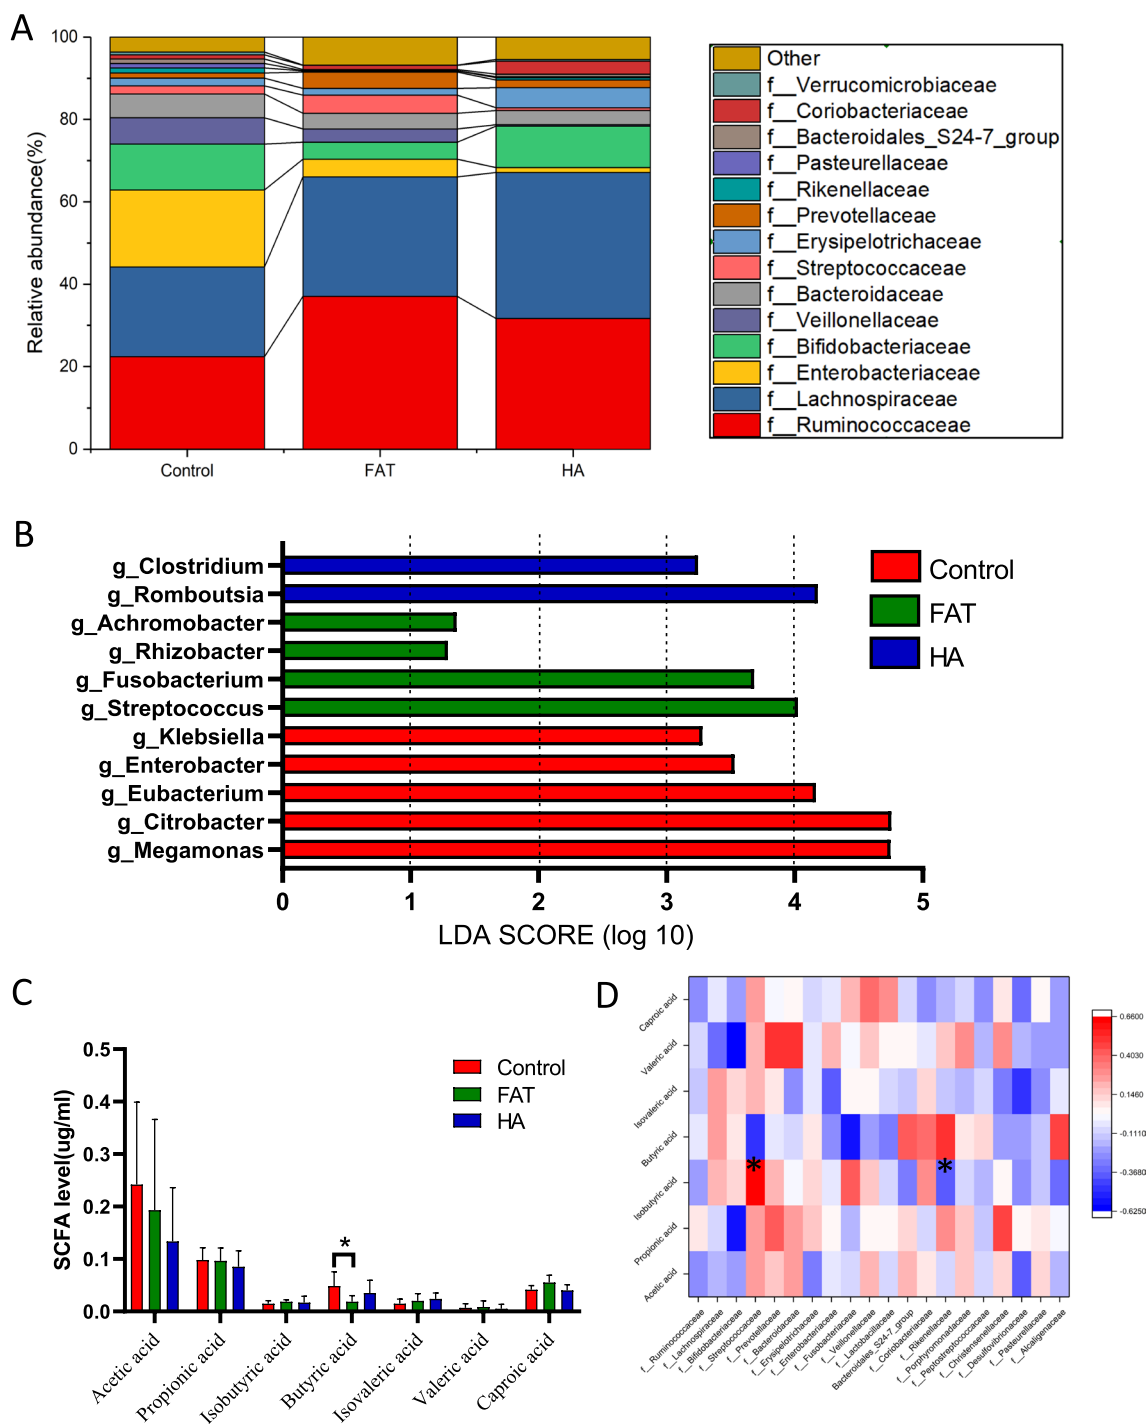 A
100
80
60
40
20
0
Relative abundance(%)
Control
FAT
HA
Other
f__Verrucomicrobiaceae
f__Coriobacteriaceae
f__Bacteroidales_S24-7_group
f__Pasteurellaceae
f__Rikenellaceae
f__Prevotellaceae
f__Erysipelotrichaceae
f__Streptococcaceae
f__Bacteroidaceae
f__Veillonellaceae
f__Bifidobacteriaceae
f__Enterobacteriaceae
f__Lachnospiraceae
f__Ruminococcaceae
B
g_Clostridium
g_Romboutsia
g_Achromobacter
g_Rhizobacter
g_Fusobacterium
g_Streptococcus
g_Klebsiella
g_Enterobacter
g_Eubacterium
g_Citrobacter
g_Megamonas
0 1 2 3 4 5
LDA SCORE (log 10)
Control
FAT
HA
C
0.5
0.4
0.3
0.2
0.1
0.0
SCFA level(ug/ml)
Control
FAT
HA
*
Acetic acid
Propionic acid
Isobutyric acid
Butyric acid
Isovaleric acid
Valeric acid
Caproic acid
D
Caproic acid
Valeric acid
Isovaleric acid
Butyric acid
Isobutyric acid
Propionic acid
Acetic acid
* *
f__Ruminococcaceae
f__Lachnospiraceae
f__Bifidobacteriaceae
f__Streptococcaceae
f__Prevotellaceae
f__Bacteroidaceae
f__Erysipelotrichaceae
f__Enterobacteriaceae
f__Fusobacteriaceae
f__Veillonellaceae
f__Lactobacillaceae
Bacteroidales_S24-7_group
f__Coriobacteriaceae
f__Rikenellaceae
f__Porphyromonadaceae
f__Peptostreptococcaceae
f__Christensenellaceae
f__Desulfovibrionaceae
f__Pasteurellaceae
f__Alcaligenaceae
0.6600
0.4030
0.1460
-0.1110
-0.3680
-0.6250